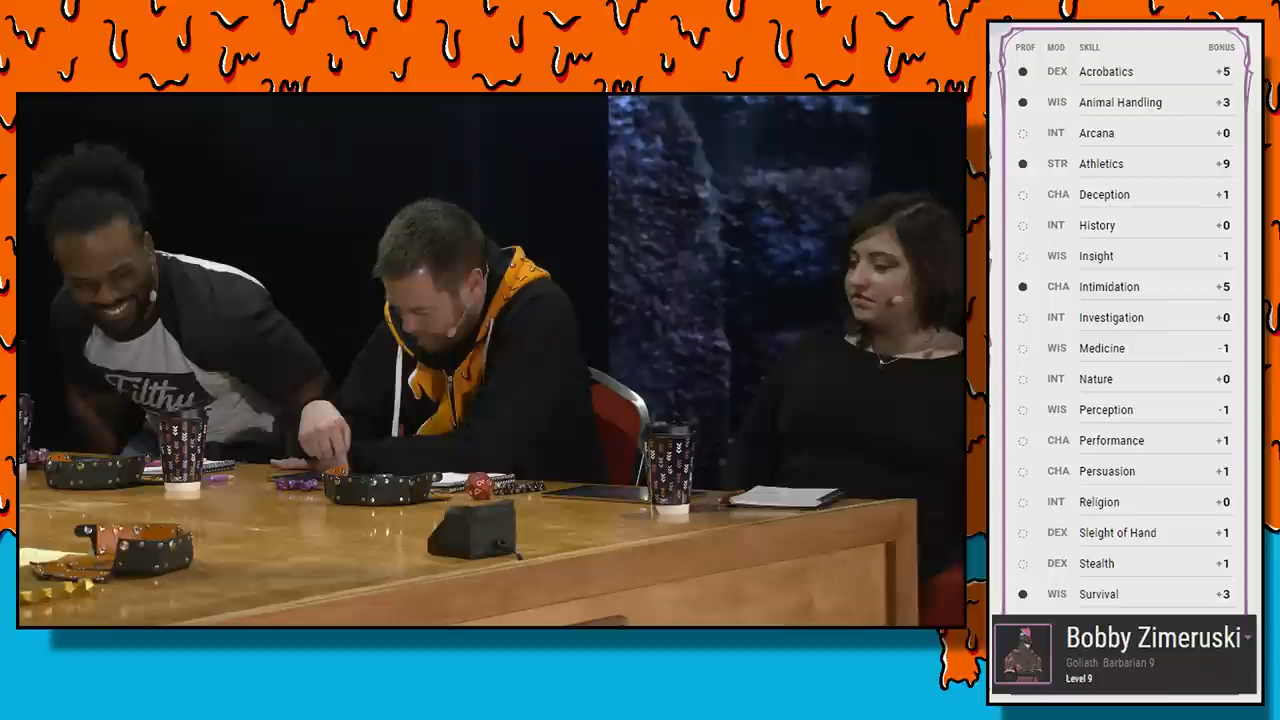 Filthy
PROF MOD SKILL BONUS
DEX Acrobatics +5
WIS Animal Handling +3
INT Arcana +0
STR Athletics +9
CHA Deception +1
INT History +0
WIS Insight -1
CHA Intimidation +5
INT Investigation +0
WIS Medicine -1
INT Nature +0
WIS Perception -1
CHA Performance +1
CHA Persuasion +1
INT Religion +0
DEX Sleight of Hand +1
DEX Stealth +1
WIS Survival +3
Bobby Zimeruski
Goliath Barbarian 9
Level 9